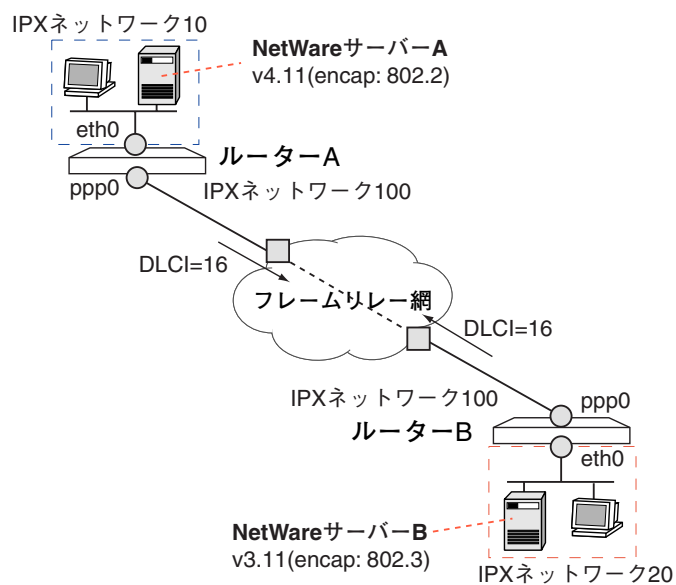 IPXネットワーク10
NetWareサーバーA
v4.11(encap: 802.2)
eth0
ルーターA
ppp0
IPXネットワーク100
DLCI=16
フレームリレー網
DLCI=16
IPXネットワーク100
ppp0
ルーターB
eth0
NetWareサーバーB
v3.11(encap: 802.3)
IPXネットワーク20